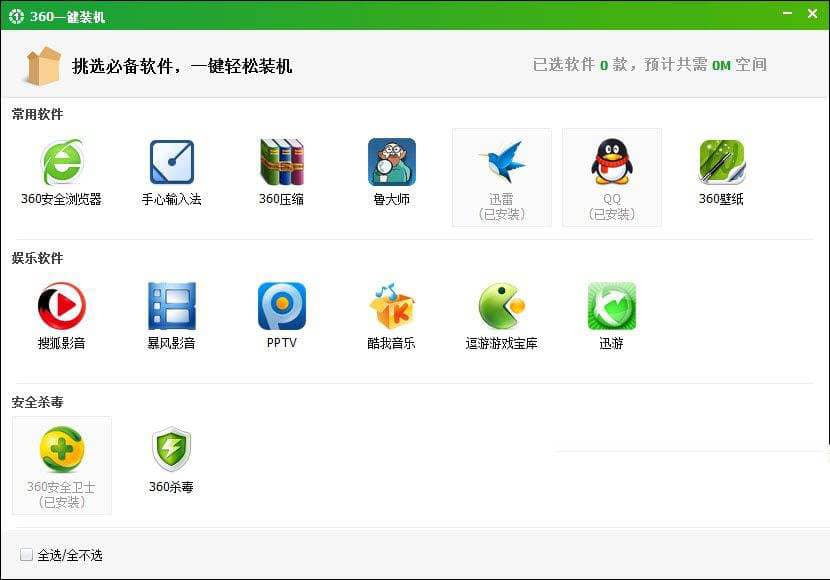 360一键装机
挑选必备软件，一键轻松装机
已选软件 0 款，预计共需 0M 空间
常用软件
360安全浏览器
手心输入法
360压缩
鲁大师
迅雷
(已安装)
QQ
(已安装)
360壁纸
娱乐软件
搜狐影音
暴风影音
PPTV
酷我音乐
逗游游戏宝库
迅游
安全杀毒
360安全卫士
(已安装)
360杀毒
全选/全不选